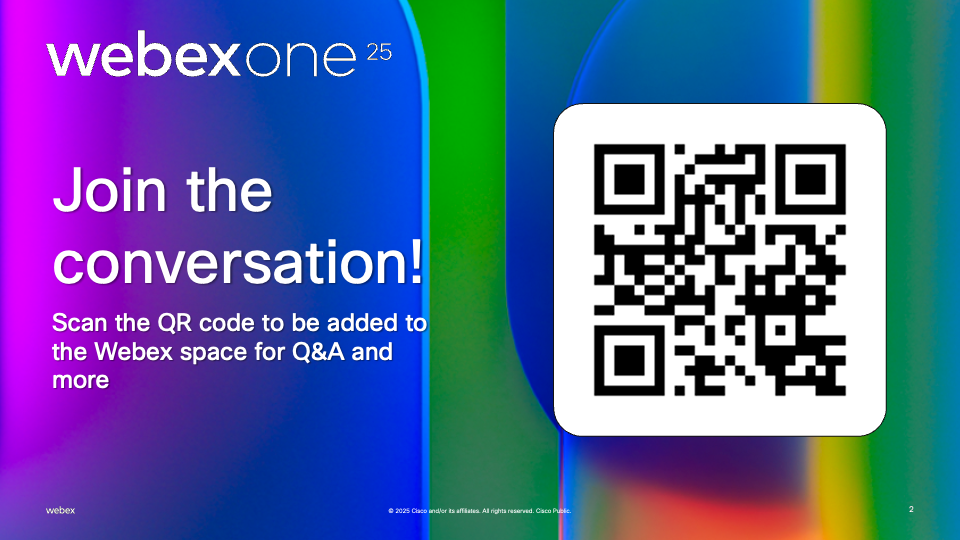 webexone 25
Join the
conversation!
Scan the QR code to be added to
the Webex space for Q&A and
more
webex
© 2025 Cisco and/or its affiliates. All rights reserved. Cisco Public.
2